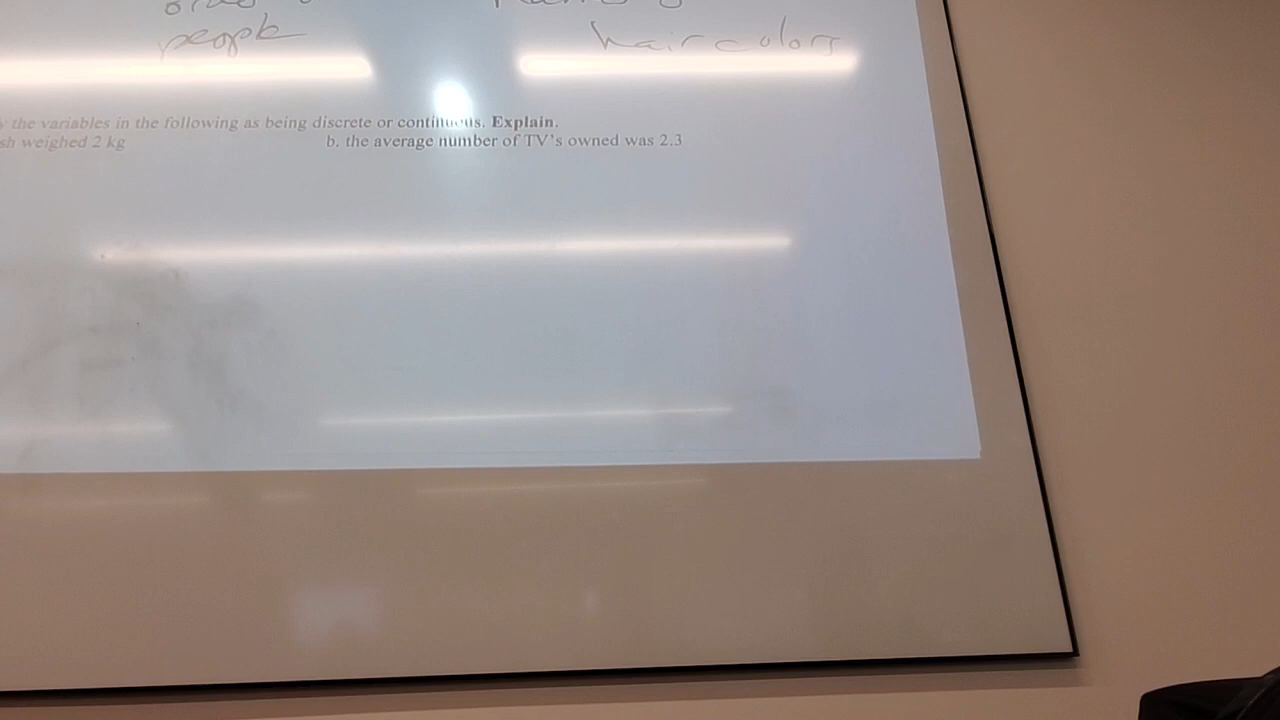 people hair colors
the variables in the following as being discrete or continuous. Explain.
weighed 2 kg b. the average number of TV's owned was 2.3